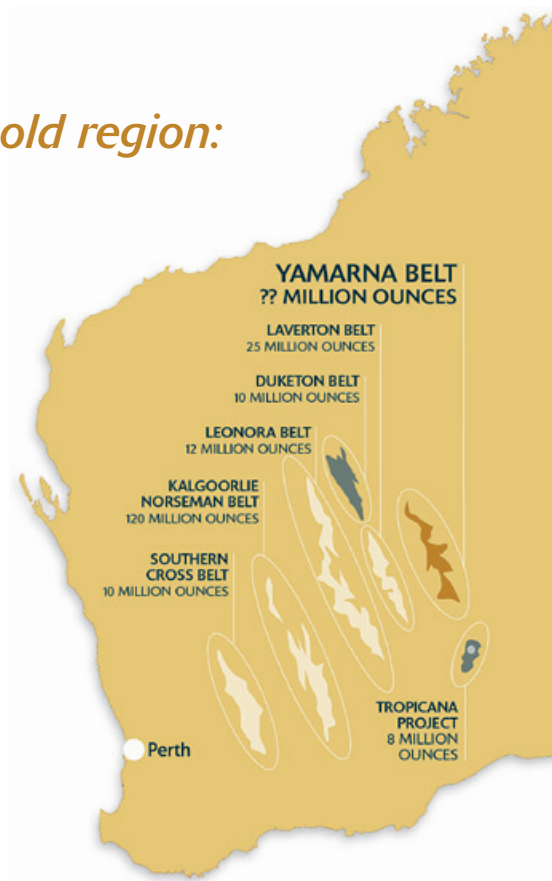 old region:
YAMARNA BELT
?? MILLION OUNCES
LAVERTON BELT
25 MILLION OUNCES
DUKETON BELT
10 MILLION OUNCES
LEONORA BELT
12 MILLION OUNCES
KALGOORLIE
NORSEMAN BELT
120 MILLION OUNCES
SOUTHERN
CROSS BELT
10 MILLION OUNCES
TROPICANA
PROJECT
8 MILLION
OUNCES
Perth